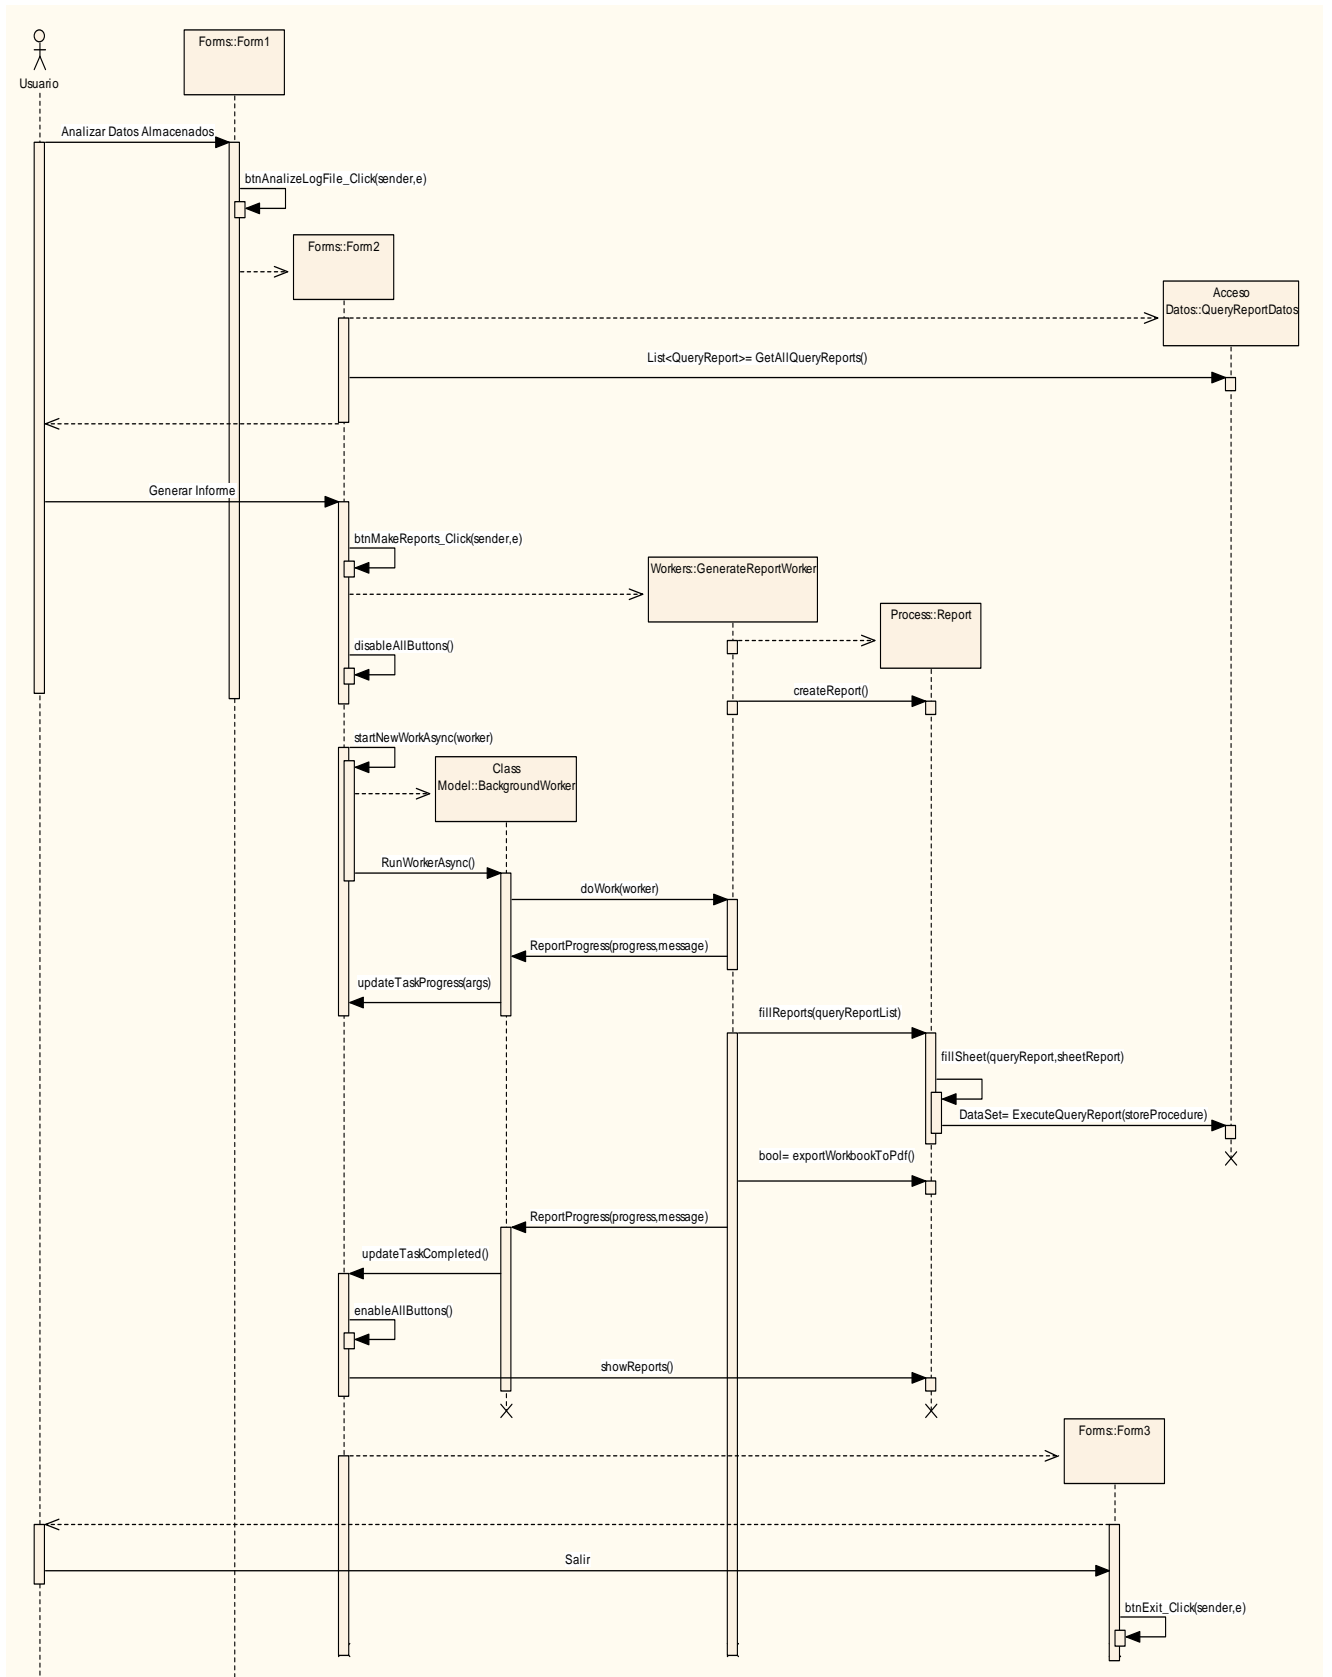 Forms::Form1
Usuario
Analizar Datos Almacenados
btnAnalizeLogFile_Click(sender,e)
Forms::Form2
Acceso
Datos::QueryReportDatos
List<QueryReport>= GetAllQueryReports()
Generar Informe
btnMakeReports_Click(sender,e)
Workers::GenerateReportWorker
Process::Report
disableAllButtons()
createReport()
startNewWorkAsync(worker)
Class
Model::BackgroundWorker
RunWorkerAsync()
doWork(worker)
ReportProgress(progress,message)
updateTaskProgress(args)
fillReports(queryReportList)
fillSheet(queryReport,sheetReport)
DataSet= ExecuteQueryReport(storeProcedure)
bool= exportWorkbookToPdf()
ReportProgress(progress,message)
updateTaskCompleted()
enableAllButtons()
showReports()
Forms::Form3
Salir
btnExit_Click(sender,e)